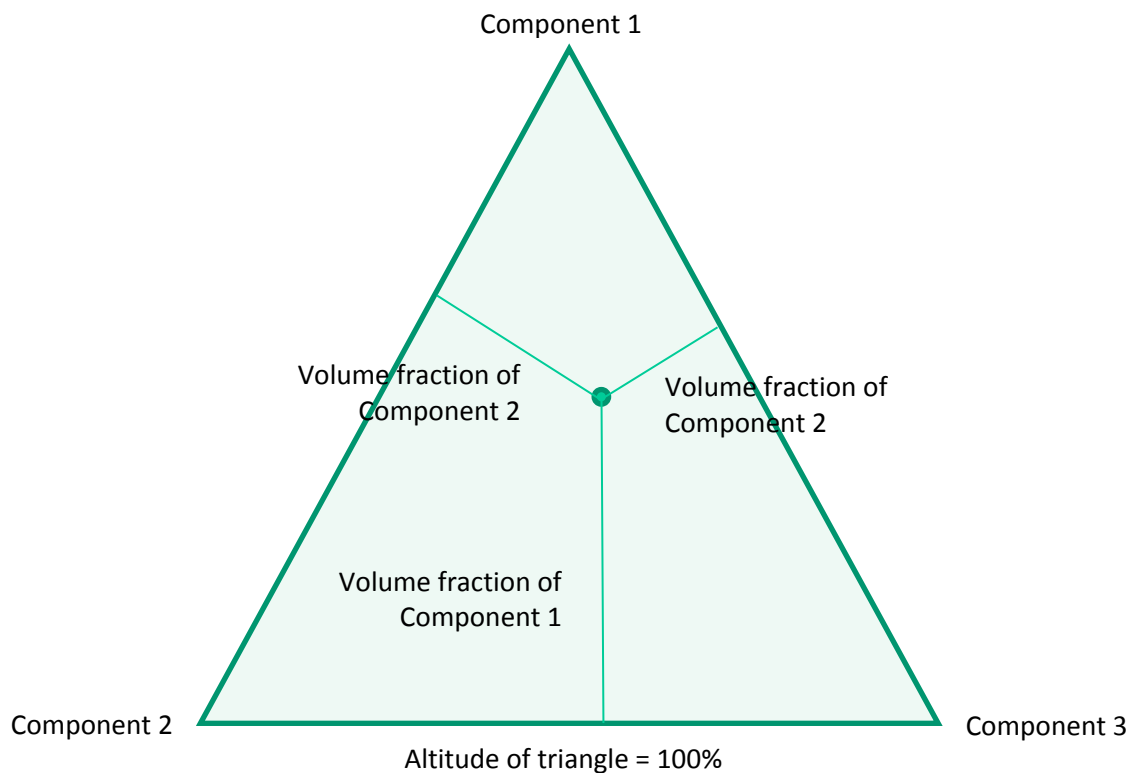 Component 1
Volume fraction of
Component 2
Volume fraction of
Component 2
Volume fraction of
Component 1
Component 2
Component 3
Altitude of triangle = 100%